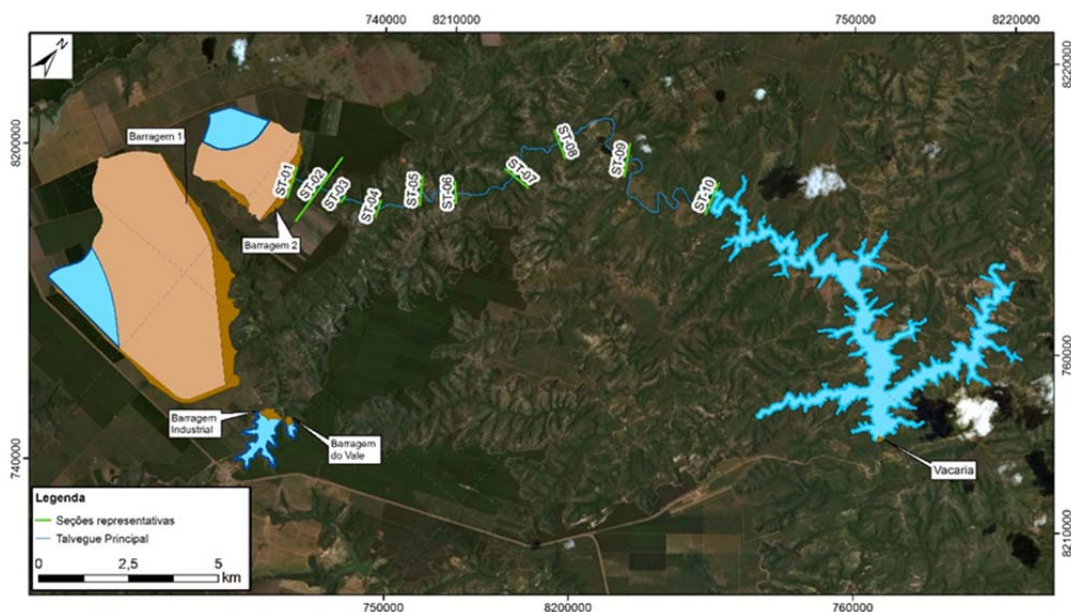 740000
8210000
750000
8220000
N
8220000
8200000
Barragem 1
ST-01
ST-02
ST-03
ST-04
ST-05
ST-06
ST-07
ST-08
ST-09
ST-10
Barragem 2
760000
Barragem
Industrial
Barragem
do Vale
740000
Vacaria
Legenda
Seções representativas
Talvegue Principal
0
2,5
5
km
8210000
750000
8200000
760000